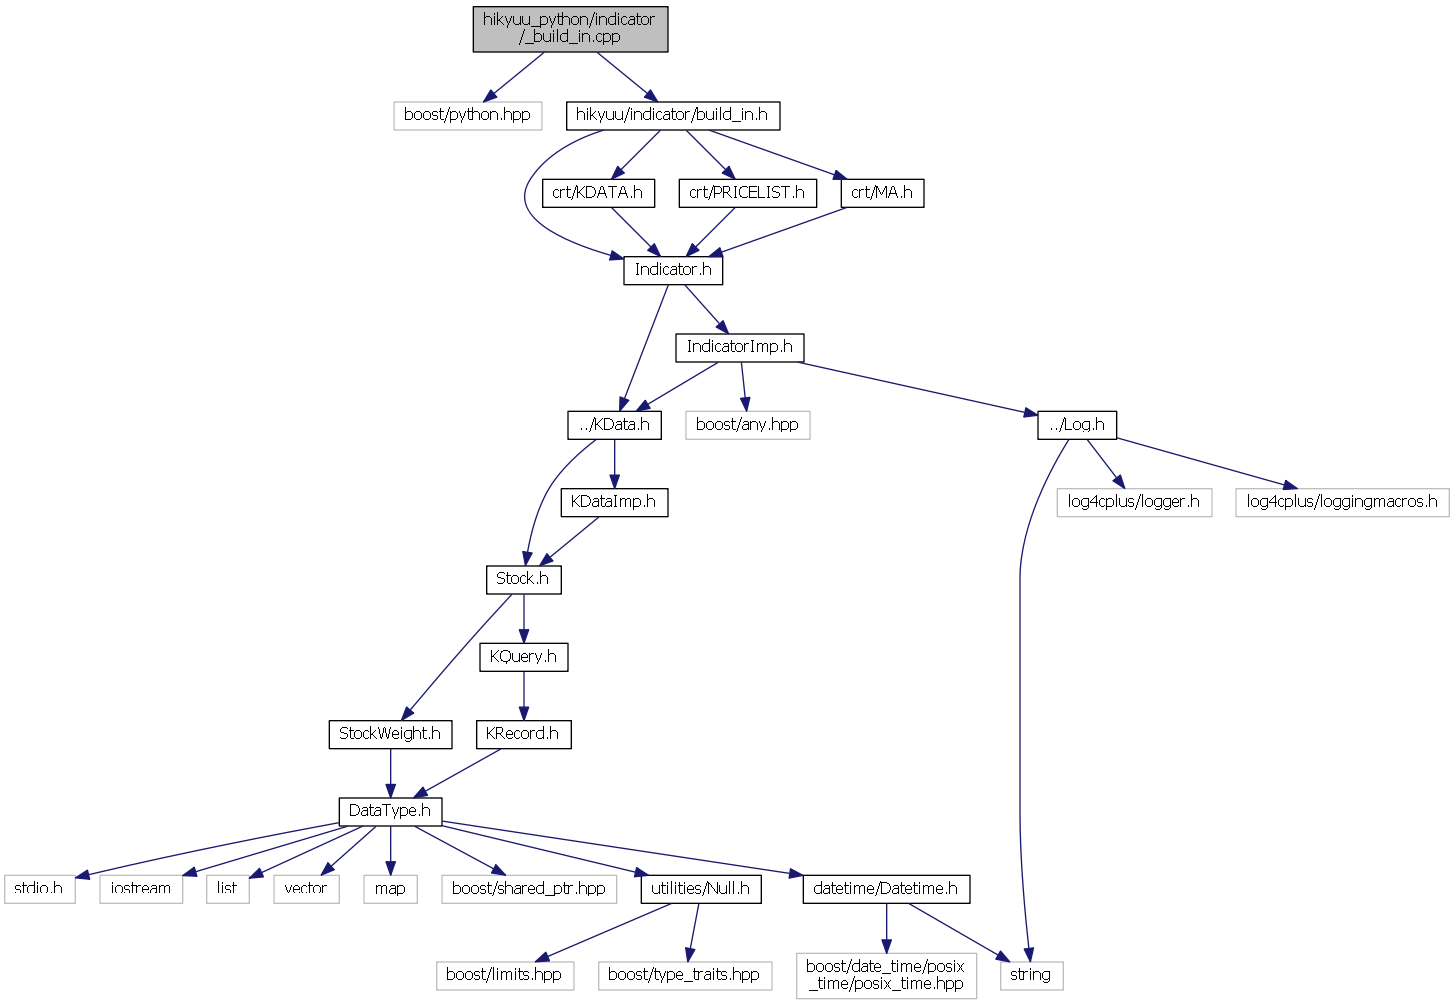 hikyuu_python/indicator
/_build_in.cpp
boost/python.hpp
hikyuu/indicator/build_in.h
crt/KDATA.h
crt/PRICELIST.h
crt/MA.h
Indicator.h
IndicatorImp.h
../KData.h
boost/any.hpp
../Log.h
KDataImp.h
log4cplus/logger.h
log4cplus/loggingmacros.h
Stock.h
KQuery.h
StockWeight.h
KRecord.h
DataType.h
stdio.h
iostream
list
vector
map
boost/shared_ptr.hpp
utilities/Null.h
datetime/Datetime.h
boost/limits.hpp
boost/type_traits.hpp
boost/date_time/posix
_time/posix_time.hpp
string